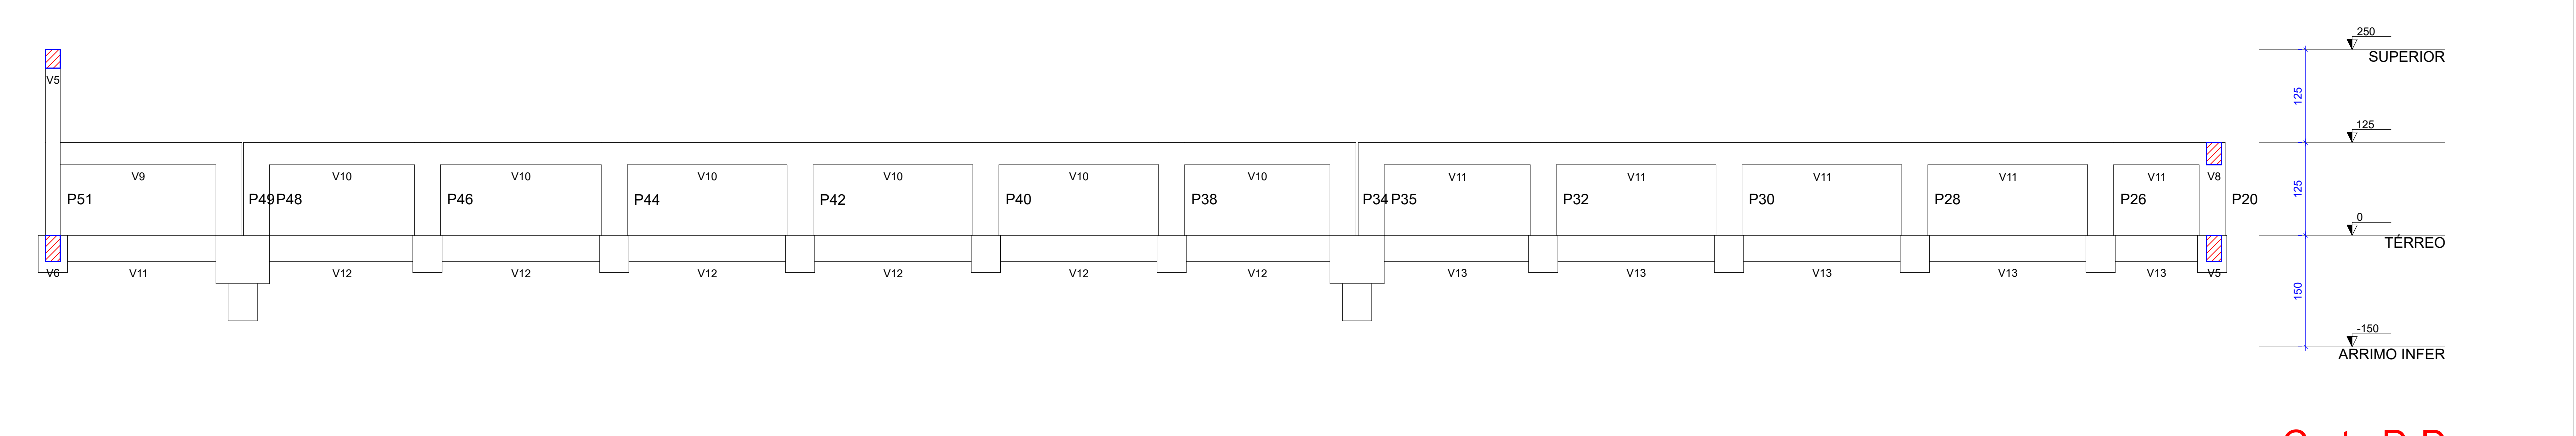 250
SUPERIOR
V5
125
125
V9 V10 V10 V10 V10 V10 V10 V11 V11 V11 V11 V11 V8
125
P51 P49 P48 P46 P44 P42 P40 P38 P34 P35 P32 P30 P28 P26 P20
0
TÉRREO
V6 V11 V12 V12 V12 V12 V12 V12 V13 V13 V13 V13 V13 V5
150
-150
ARRIMO INFER